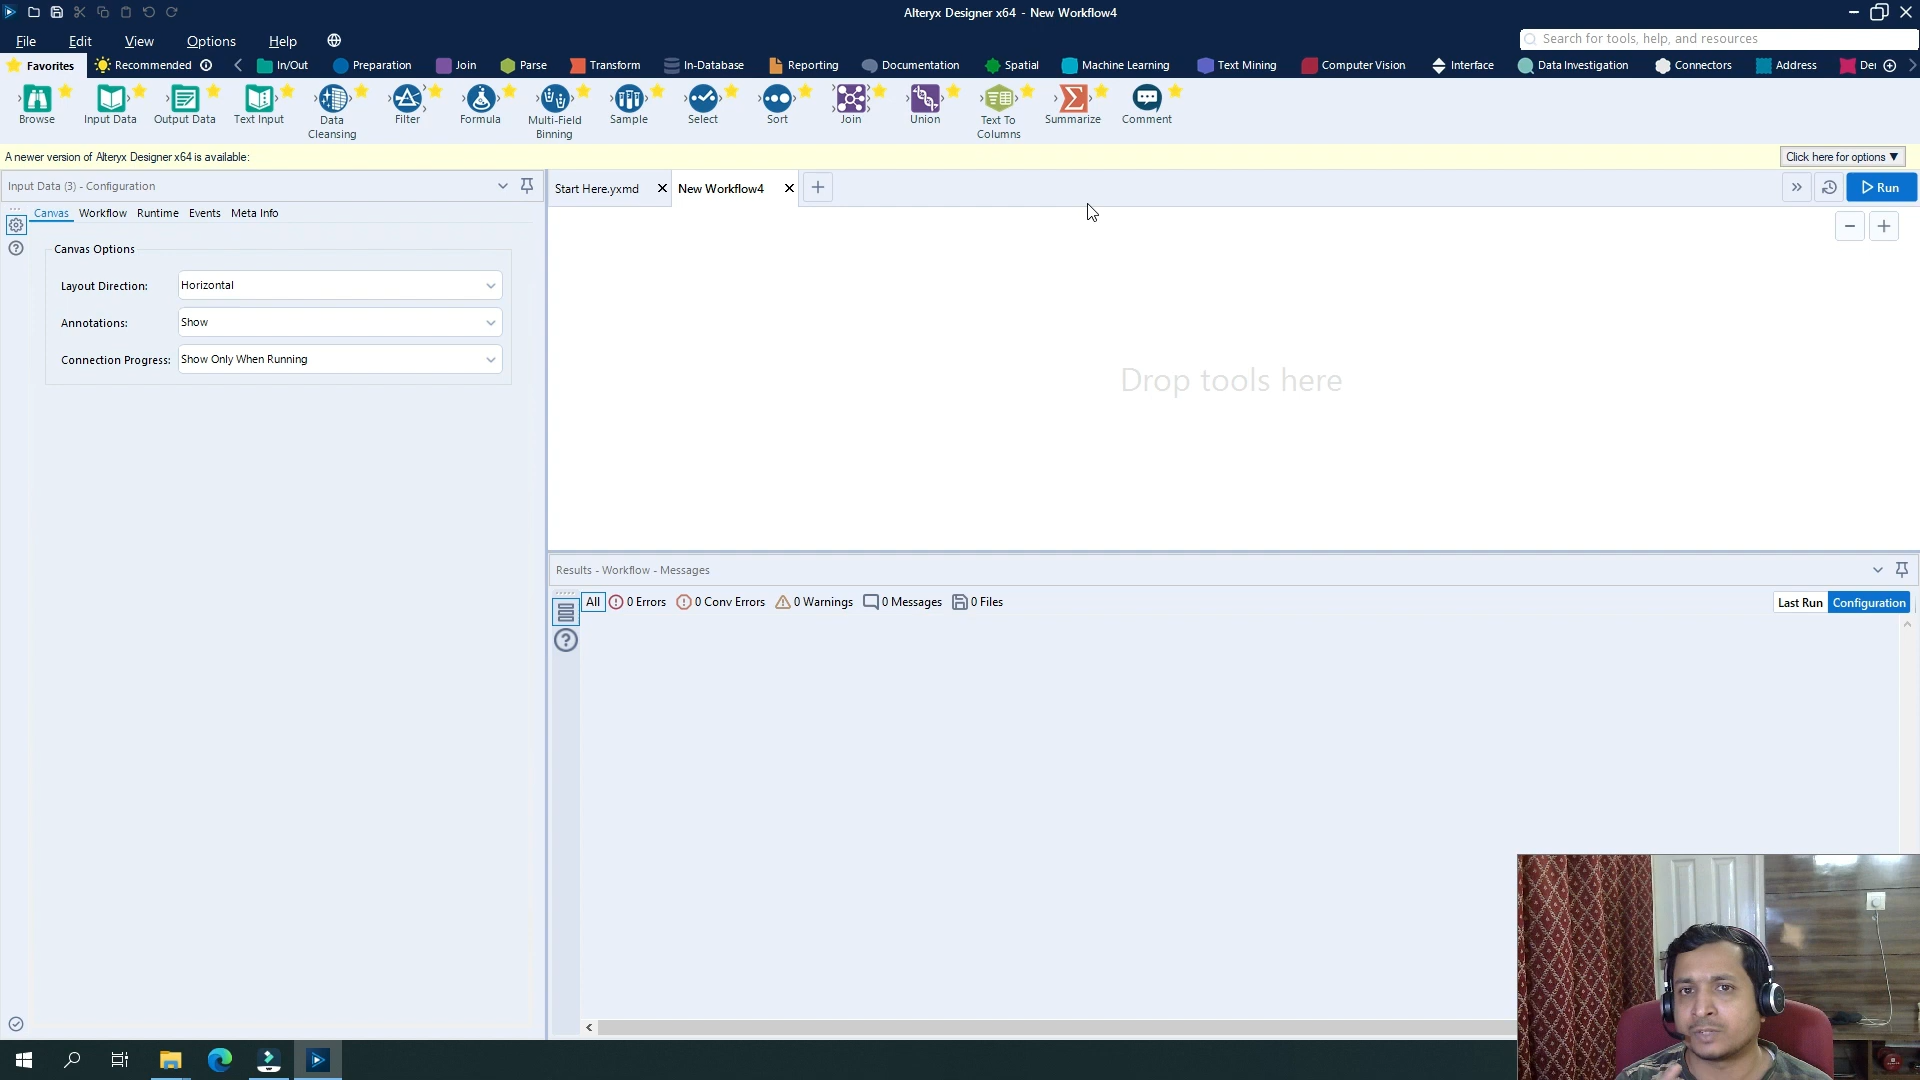 Alteryx Designer x64 - New Workflow4
File Edit View Options Help
Search for tools, help, and resources
Favorites Recommended In/Out Preparation Join Parse Transform In-Database Reporting Documentation Spatial Machine Learning Text Mining Computer Vision Interface Data Investigation Connectors Address De
Browse Input Data Output Data Text Input Data Cleansing Filter Formula Multi-Field Binning Sample Select Sort Join Union Text To Columns Summarize Comment
A newer version of Alteryx Designer x64 is available:
Click here for options ▼
Input Data (3) - Configuration
Start Here.yxmd New Workflow4
Run
Canvas Workflow Runtime Events Meta Info
Canvas Options
Layout Direction: Horizontal
Annotations: Show
Connection Progress: Show Only When Running
Drop tools here
Results - Workflow - Messages
All 0 Errors 0 Conv Errors 0 Warnings 0 Messages 0 Files
Last Run Configuration